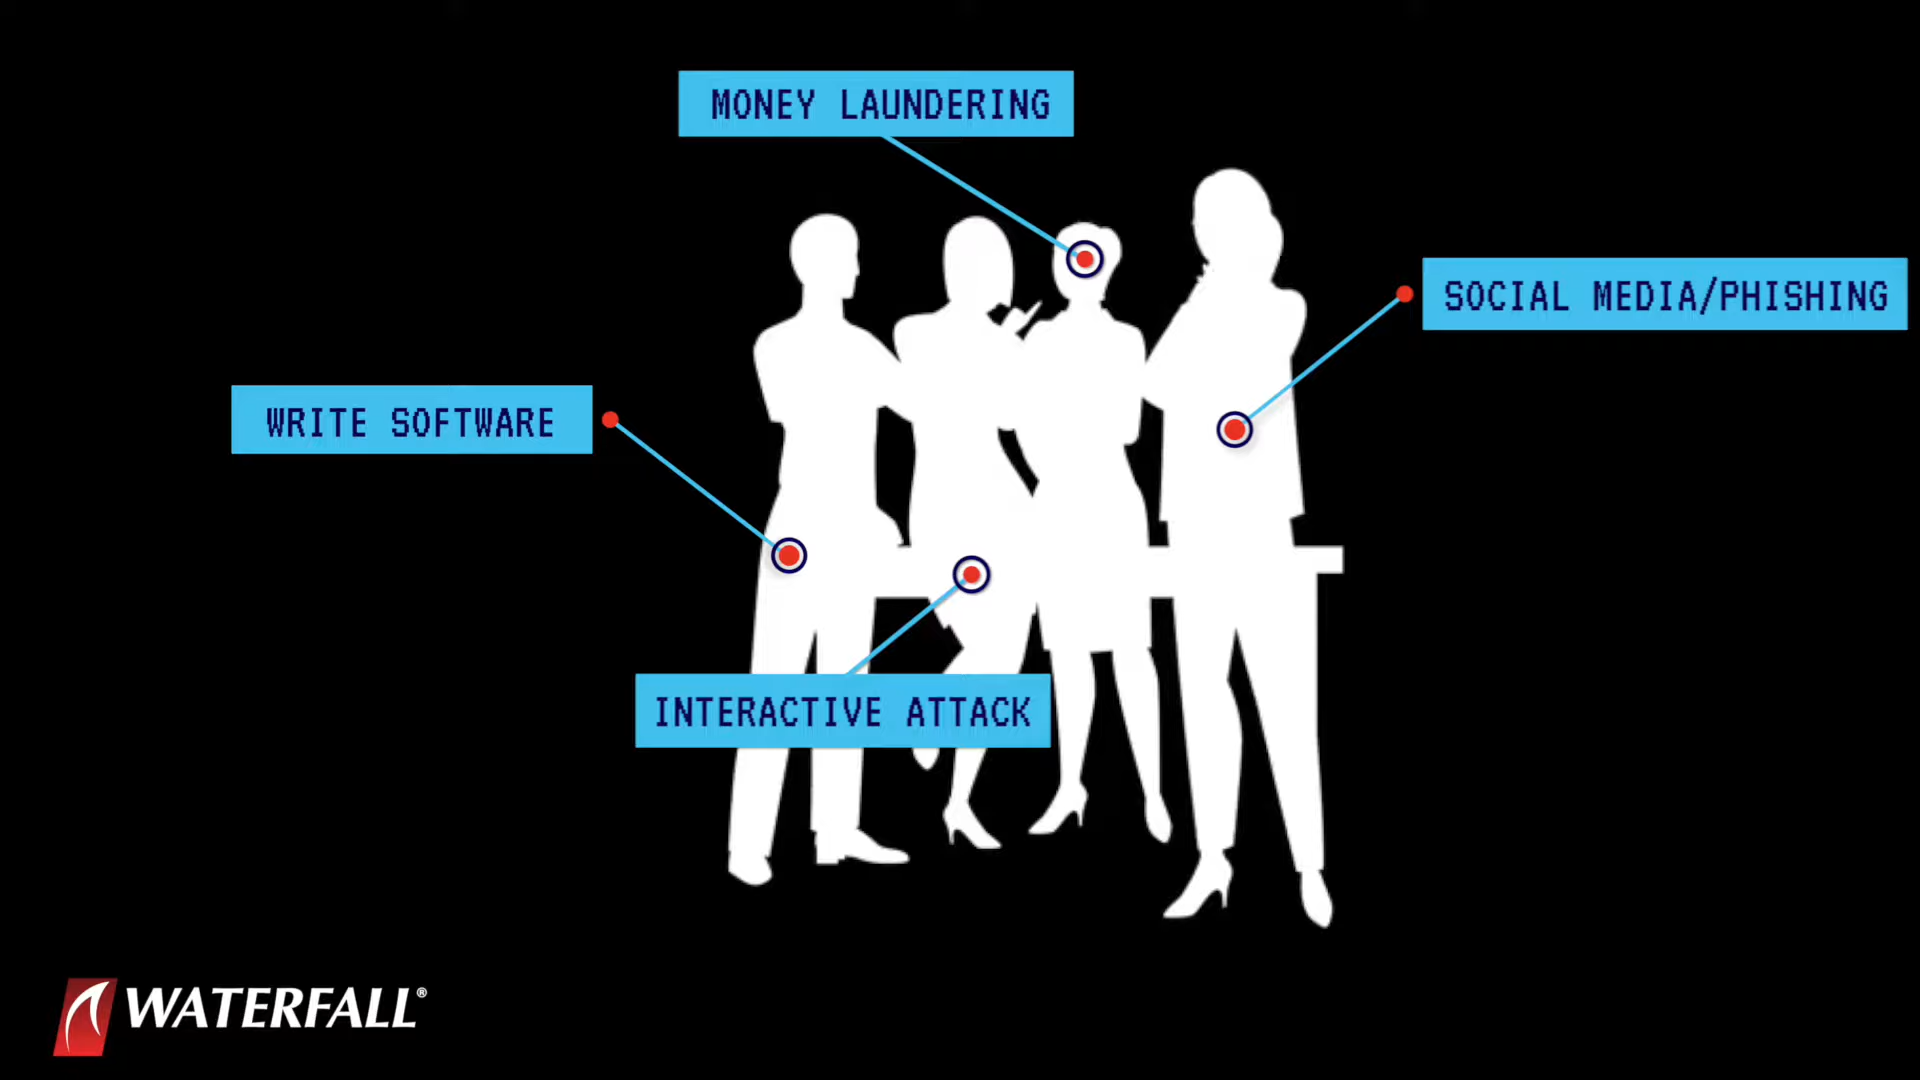 MONEY LAUNDERING
SOCIAL MEDIA/PHISHING
WRITE SOFTWARE
INTERACTIVE ATTACK
WATERFALL®